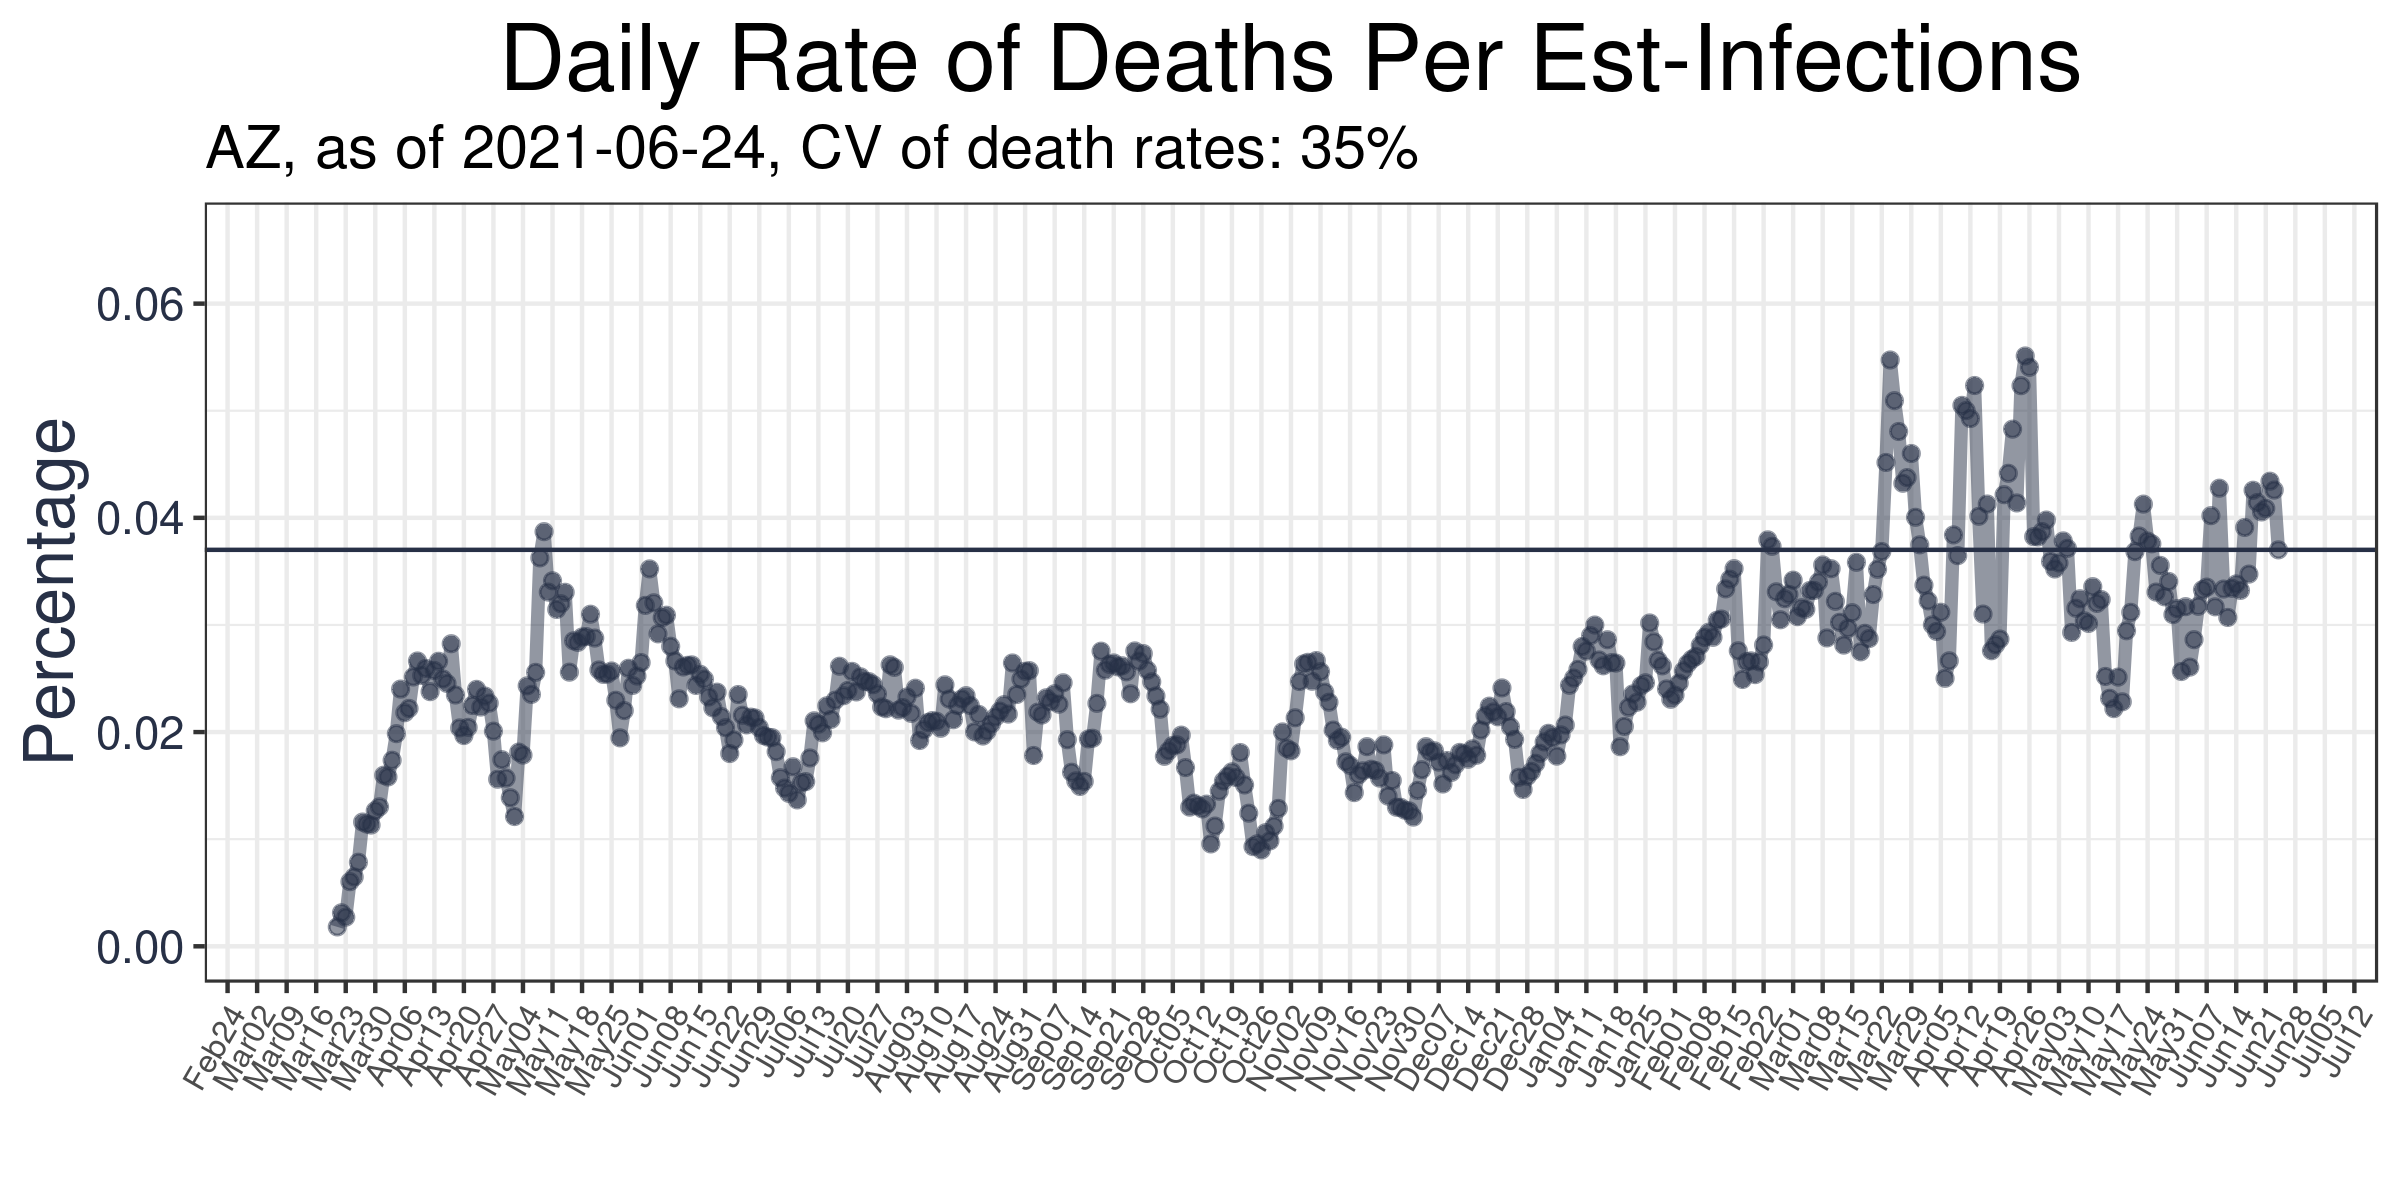 Daily Rate of Deaths Per Est-Infections
AZ, as of 2021-06-24, CV of death rates: 35%
Percentage
0.06
0.04
0.02
0.00
Feb24 Mar02 Mar09 Mar16 Mar23 Mar30 Apr06 Apr13 Apr20 Apr27 May04 May11 May18 May25 Jun01 Jun08 Jun15 Jun22 Jun29 Jul06 Jul13 Jul20 Jul27 Aug03 Aug10 Aug17 Aug24 Aug31 Sep07 Sep14 Sep21 Sep28 Oct05 Oct12 Oct19 Oct26 Nov02 Nov09 Nov16 Nov23 Nov30 Dec07 Dec14 Dec21 Dec28 Jan04 Jan11 Jan18 Jan25 Feb01 Feb08 Feb15 Feb22 Mar01 Mar08 Mar15 Mar22 Mar29 Apr05 Apr12 Apr19 Apr26 May03 May10 May17 May24 May31 Jun07 Jun14 Jun21 Jun28 Jul05 Jul12